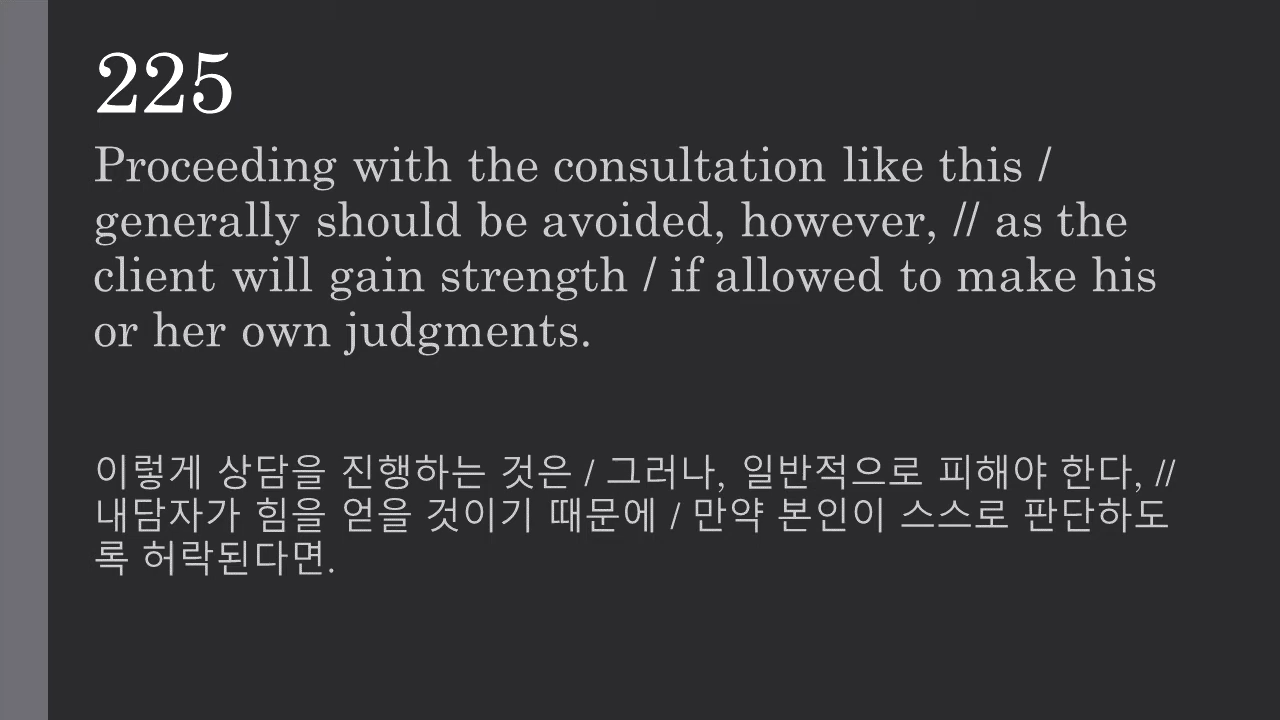 225
Proceeding with the consultation like this /
generally should be avoided, however, // as the
client will gain strength / if allowed to make his
or her own judgments.
이렇게 상담을 진행하는 것은 / 그러나, 일반적으로 피해야 한다, //
내담자가 힘을 얻을 것이기 때문에 / 만약 본인이 스스로 판단하도
록 허락된다면.